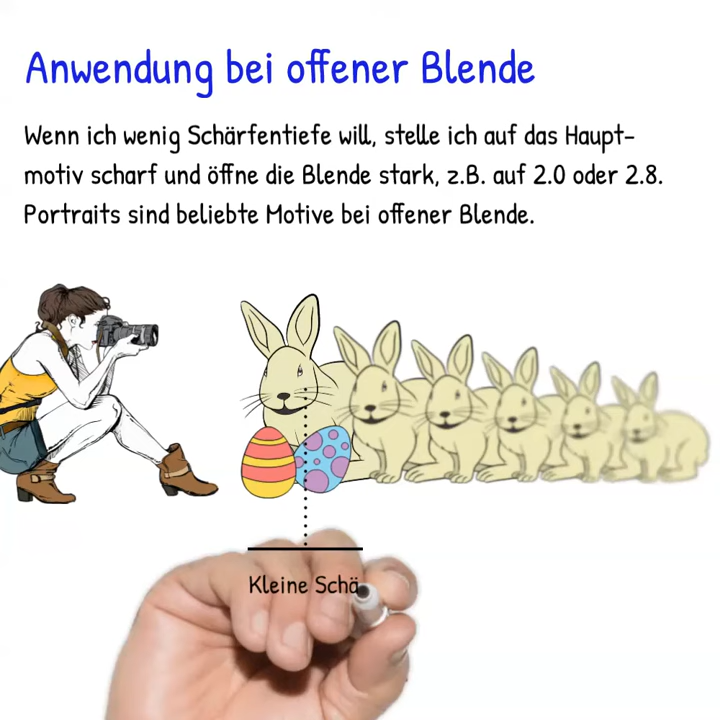 Anwendung bei offener Blende
Wenn ich wenig Schärfentiefe will, stelle ich auf das Haupt-
motiv scharf und öffne die Blende stark, z.B. auf 2.0 oder 2.8.
Portraits sind beliebte Motive bei offener Blende.
Kleine Schä